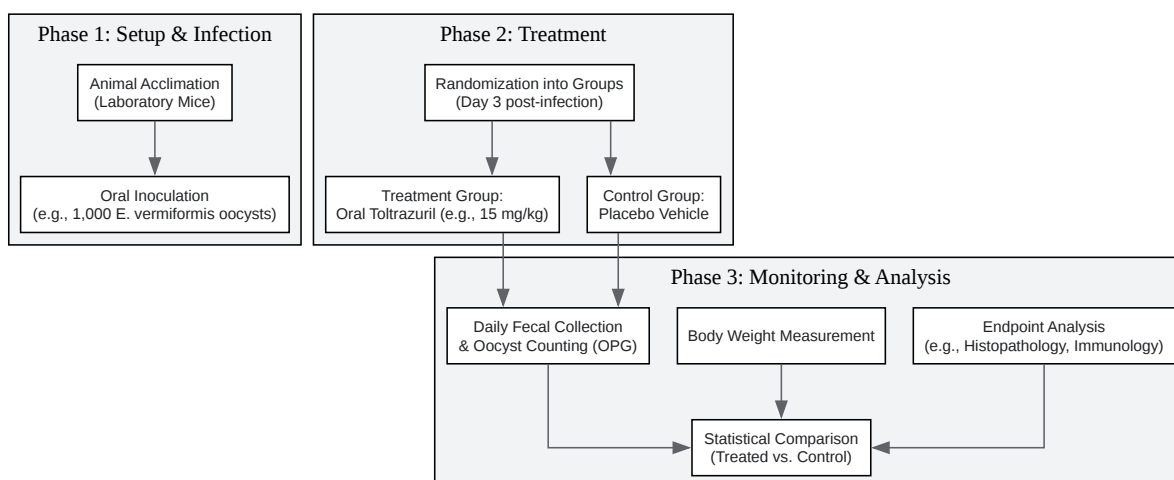 Phase 1: Setup & Infection
Animal Acclimation
(Laboratory Mice)
Oral Inoculation
(e.g., 1,000 E. vermiformis oocysts)
Phase 2: Treatment
Randomization into Groups
(Day 3 post-infection)
Treatment Group:
Oral Toltrazuril (e.g., 15 mg/kg)
Control Group:
Placebo Vehicle
Phase 3: Monitoring & Analysis
Daily Fecal Collection
& Oocyst Counting (OPG)
Body Weight Measurement
Endpoint Analysis
(e.g., Histopathology, Immunology)
Statistical Comparison
(Treated vs. Control)